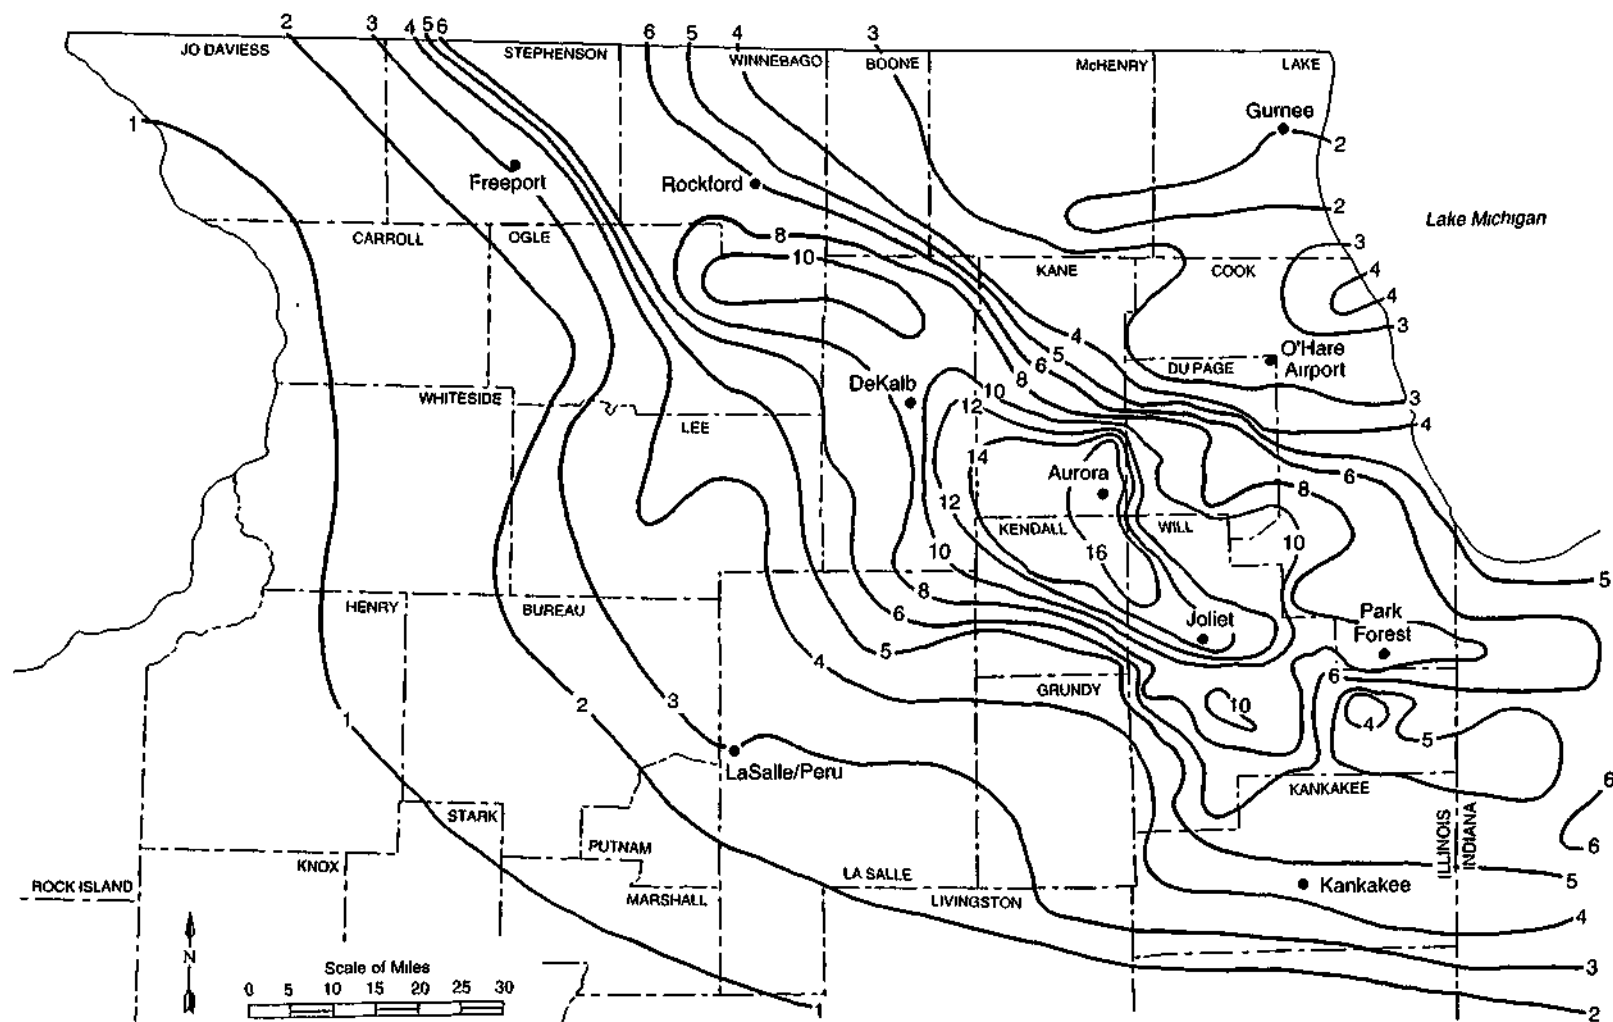 2
3
4
5
6
6
5
4
3
JO DAVIESS
STEPHENSON
WINNEBAGO
BOONE
McHENRY
LAKE
Gurnee
1
2
Freeport
Rockford
2
Lake Michigan
CARROLL
OGLE
8
3
10
KANE
COOK
4
4
3
4
5
O'Hare
Airport
6
DU PAGE
8
DeKalb
10
WHITESIDE
12
3
LEE
4
14
Aurora
6
8
12
KENDALL
WILL
10
16
10
5
HENRY
BUREAU
8
6
Joliet
Park
Forest
5
4
GRUNDY
6
3
2
10
1
4
5
LaSalle/Peru
KANKAKEE
6
STARK
PUTNAM
ILLINOIS
INDIANA
6
KNOX
LA SALLE
5
ROCK ISLAND
MARSHALL
LIVINGSTON
Kankakee
4
N
Scale of Miles
3
0 5 10 15 20 25 30
1
2